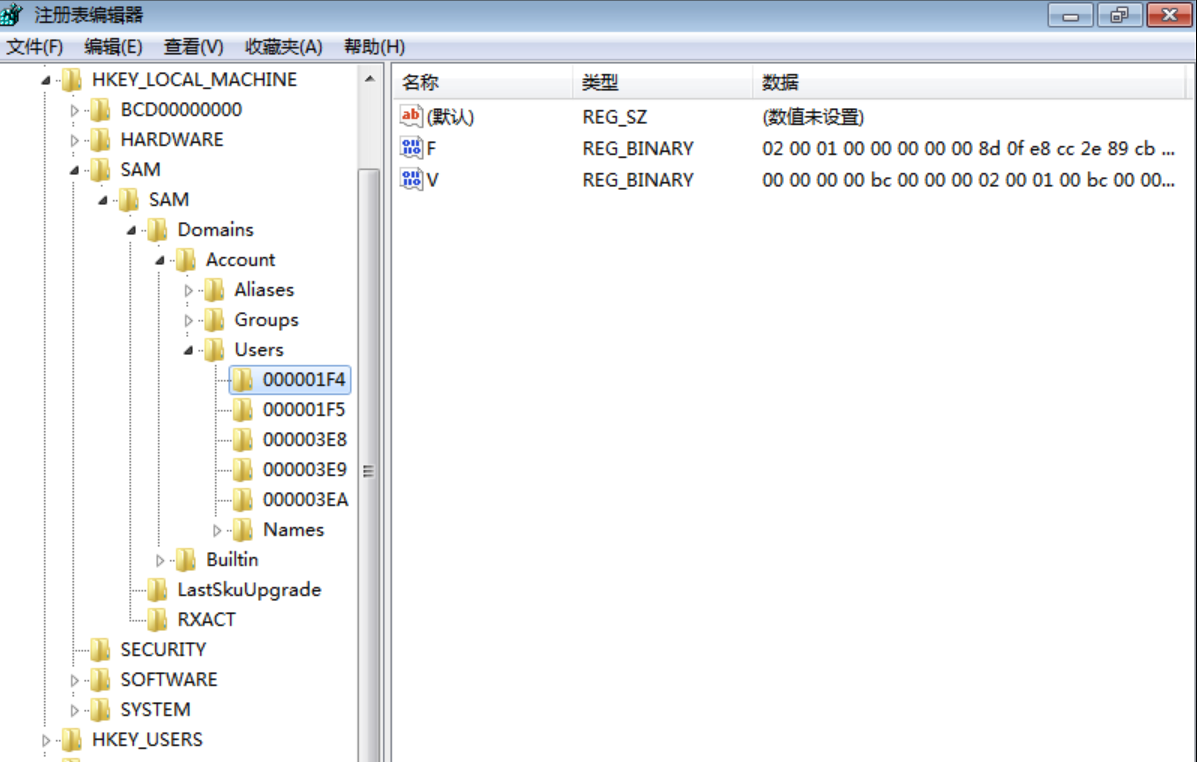 注册表编辑器
文件(F) 编辑(E) 查看(V) 收藏夹(A) 帮助(H)
HKEY_LOCAL_MACHINE
BCD00000000
HARDWARE
SAM
SAM
Domains
Account
Aliases
Groups
Users
000001F4
000001F5
000003E8
000003E9
000003EA
Names
Builtin
LastSkuUpgrade
RXACT
SECURITY
SOFTWARE
SYSTEM
HKEY_USERS
名称 类型 数据
(默认) REG_SZ (数值未设置)
F REG_BINARY 02 00 01 00 00 00 00 00 8d 0f e8 cc 2e 89 cb ...
V REG_BINARY 00 00 00 00 bc 00 00 00 02 00 01 00 bc 00 00...